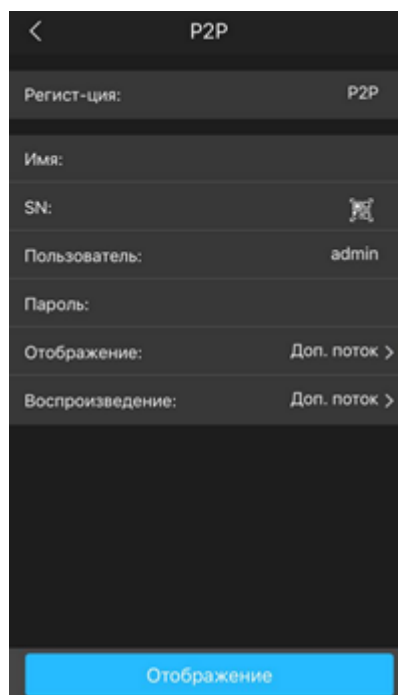 P2P
Регист-ция: P2P
Имя:
SN:
Пользователь: admin
Пароль:
Отображение: Доп. поток
Воспроизведение: Доп. поток
Отображение